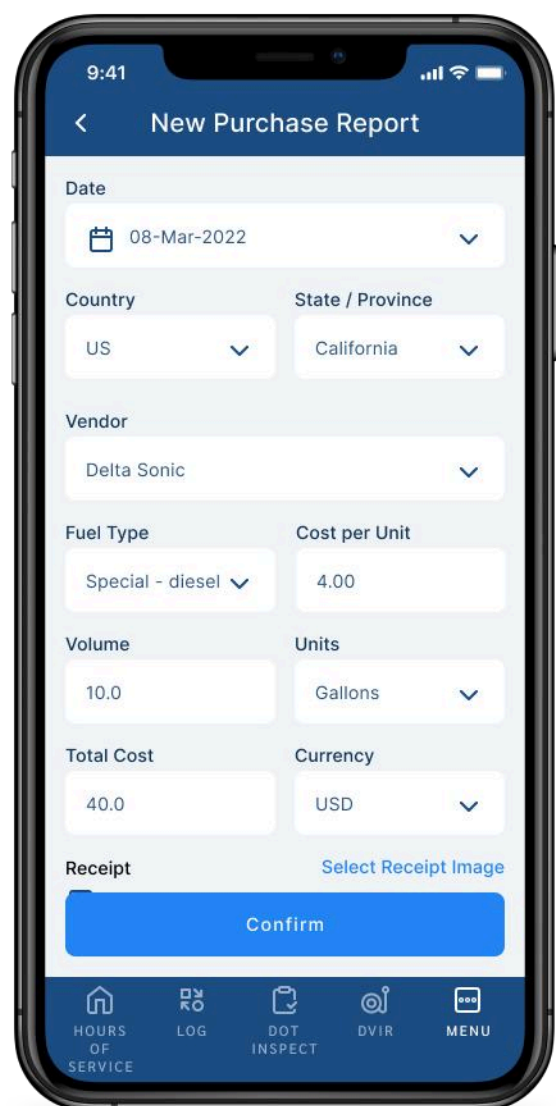 9:41
New Purchase Report
Date
08-Mar-2022
Country
State / Province
US
California
Vendor
Delta Sonic
Fuel Type
Cost per Unit
Special - diesel
4.00
Volume
Units
10.0
Gallons
Total Cost
Currency
40.0
USD
Receipt
Select Receipt Image
Confirm
HOURS
OF
SERVICE
LOG
DOT
INSPECT
DVIR
MENU